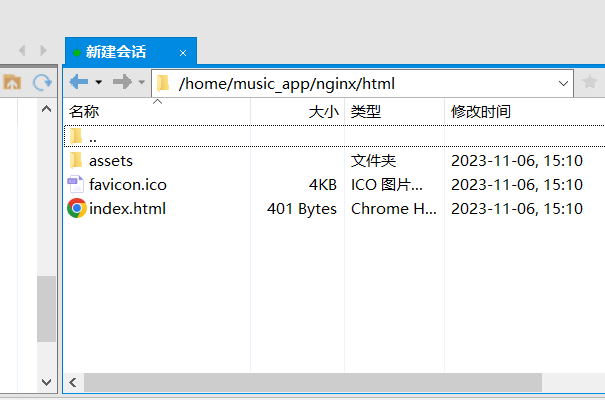 新建会话
/home/music_app/nginx/html
名称 大小 类型 修改时间
..
assets 文件夹 2023-11-06, 15:10
favicon.ico 4KB ICO 图片... 2023-11-06, 15:10
index.html 401 Bytes Chrome H... 2023-11-06, 15:10